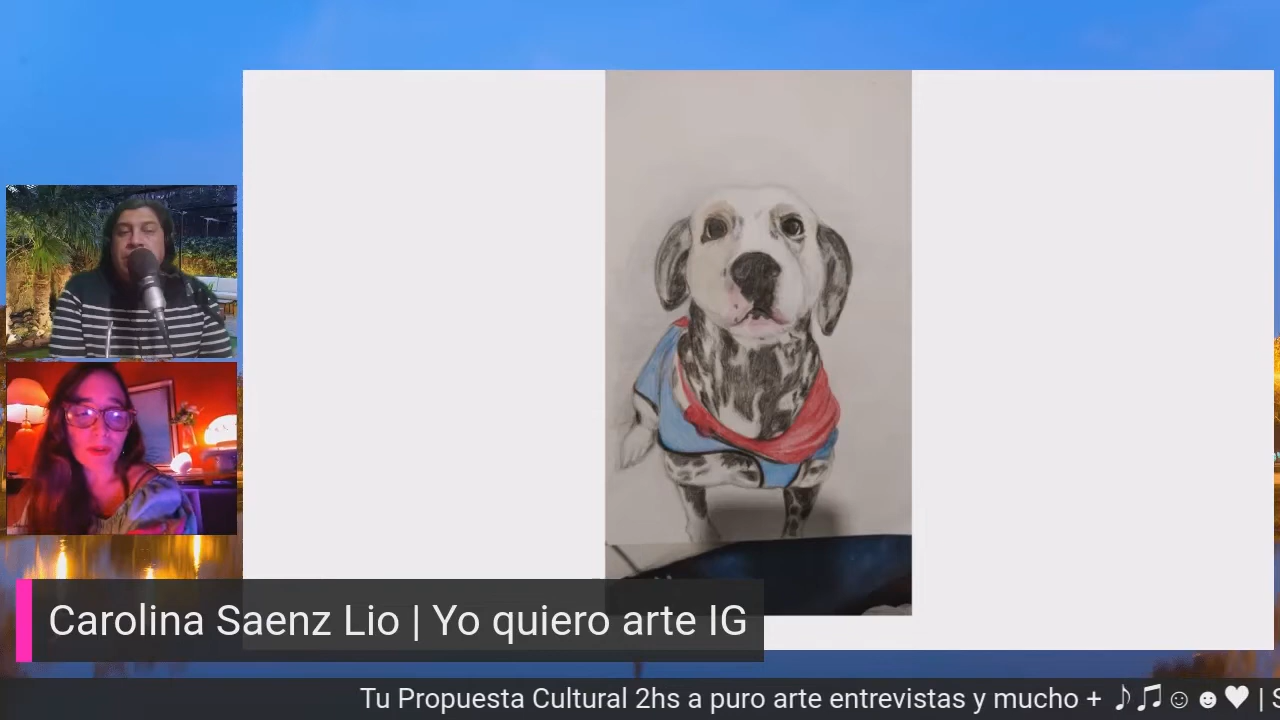 Carolina Saenz Lio | Yo quiero arte IG
Tu Propuesta Cultural 2hs a puro arte entrevistas y mucho + ♪♫☺☻♥ | S